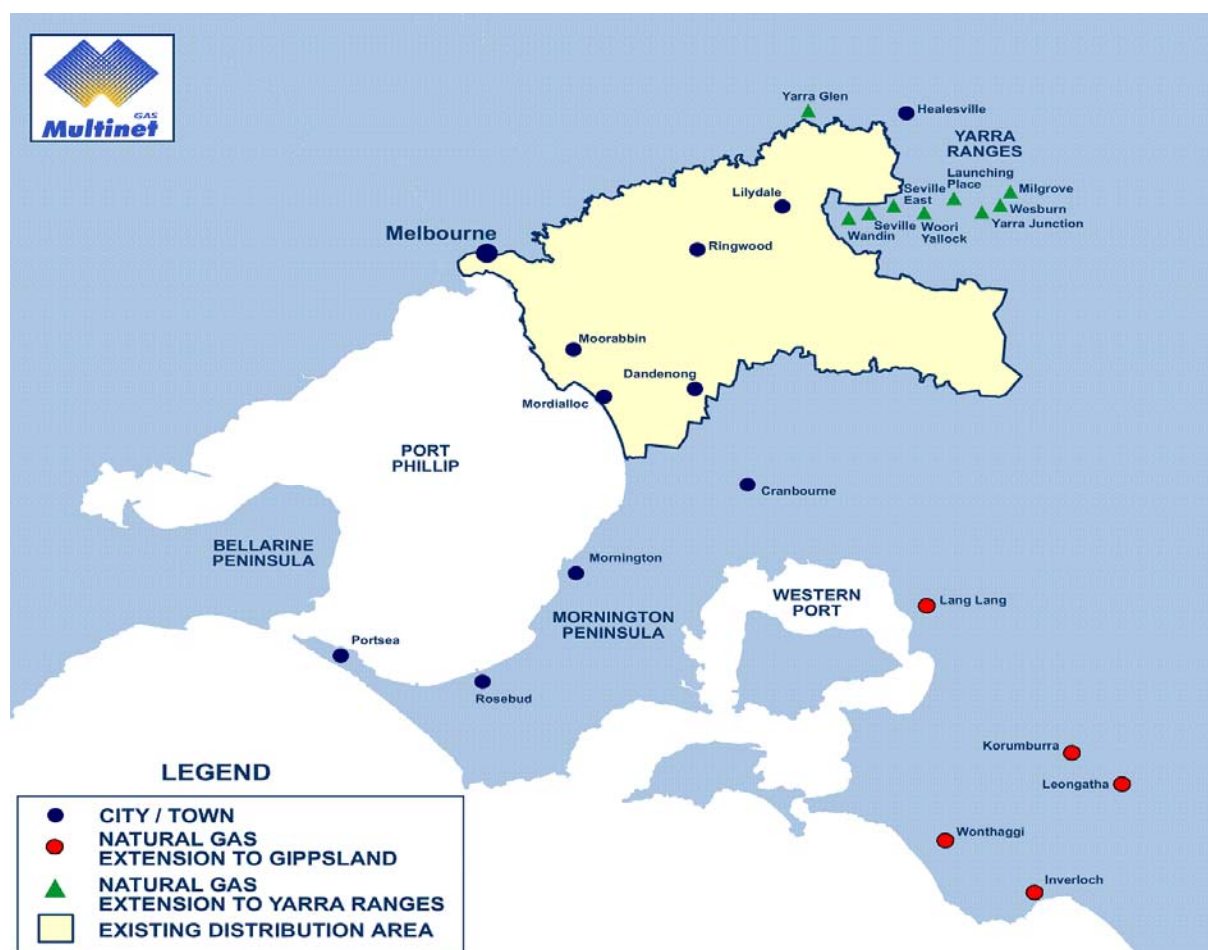 GAS
Multinet
Yarra Glen
Healesville
YARRA
RANGES
Launching
Place
Milgrove
Seville
East
Wesburn
Lilydale
Yarra Junction
Woori
Yallock
Seville
Wandin
Melbourne
Ringwood
Moorabbin
Dandenong
Mordialloc
PORT
PHILLIP
Cranbourne
BELLARINE
PENINSULA
Mornington
WESTERN
PORT
Lang Lang
MORNINGTON
PENINSULA
Portsea
Rosebud
Korumburra
Leongatha
Wonthaggi
Inverloch
LEGEND
CITY / TOWN
NATURAL GAS
EXTENSION TO GIPPSLAND
NATURAL GAS
EXTENSION TO YARRA RANGES
EXISTING DISTRIBUTION AREA